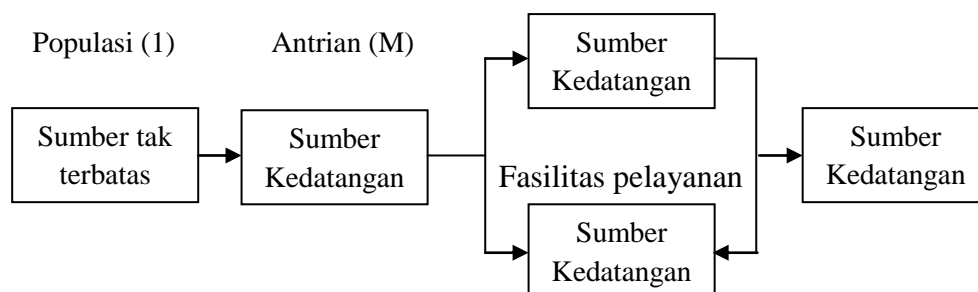 Populasi (1)
Antrian (M)
Sumber
Kedatangan
Sumber tak
terbatas
Sumber
Kedatangan
Fasilitas pelayanan
Sumber
Kedatangan
Sumber
Kedatangan